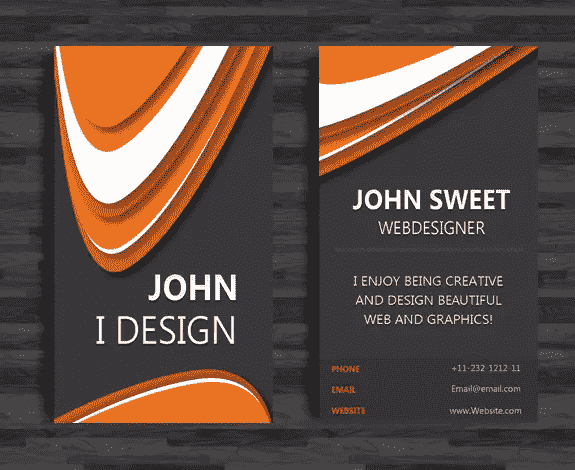 JOHN
I DESIGN
JOHN SWEET
WEBDESIGNER
I ENJOY BEING CREATIVE
AND DESIGN BEAUTIFUL
WEB AND GRAPHICS!
PHONE +11-232 1212 11
EMAIL Email@email.com
WEBSITE www.Website.com